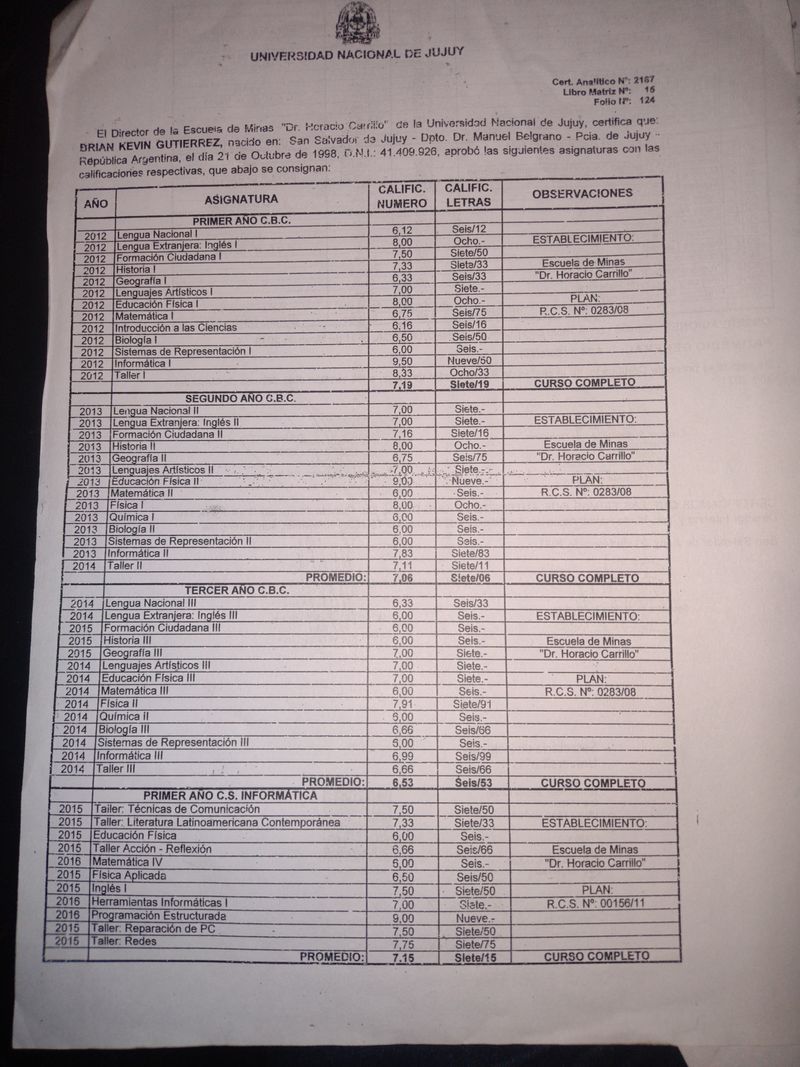 UNIVERSIDAD NACIONAL DE JUJUY
Cert. Analítico N°: 2167
Libro Matriz N°: 15
Folio N°: 124
El Director de la Escuela de Minas "Dr. Horacio Carrillo" de la Universidad Nacional de Jujuy, certifica que:
BRIAN KEVIN GUTIERREZ, nacido en: San Salvador de Jujuy - Dpto. Dr. Manuel Belgrano - Pcia. de Jujuy -
República Argentina, el día 21 de Octubre de 1998, D.N.I.: 41.409.926, aprobó las siguientes asignaturas con las
calificaciones respectivas, que abajo se consignan:
AÑO ASIGNATURA CALIFIC. NUMERO CALIFIC. LETRAS OBSERVACIONES
PRIMER AÑO C.B.C.
2012 Lengua Nacional I 6,12 Seis/12
2012 Lengua Extranjera: Inglés I 8,00 Ocho.- ESTABLECIMIENTO:
2012 Formación Ciudadana I 7,50 Siete/50
2012 Historia I 7,33 Siete/33 Escuela de Minas
2012 Geografía I 6,33 Seis/33 "Dr. Horacio Carrillo"
2012 Lenguajes Artísticos I 7,00 Siete.-
2012 Educación Física I 8,00 Ocho.- PLAN:
2012 Matemática I 6,75 Seis/75 R.C.S. Nº: 0283/08
2012 Introducción a las Ciencias 6,16 Seis/16
2012 Biología I 6,50 Seis/50
2012 Sistemas de Representación I 6,00 Seis.-
2012 Informática I 9,50 Nueve/50
2012 Taller I 8,33 Ocho/33
7,19 Siete/19 CURSO COMPLETO
SEGUNDO AÑO C.B.C.
2013 Lengua Nacional II 7,00 Siete.-
2013 Lengua Extranjera: Inglés II 7,00 Siete.- ESTABLECIMIENTO:
2013 Formación Ciudadana II 7,16 Siete/16
2013 Historia II 8,00 Ocho.- Escuela de Minas
2013 Geografía II 6,75 Seis/75 "Dr. Horacio Carrillo"
2013 Lenguajes Artísticos II 7,00 Siete.-
2013 Educación Física II 9,00 Nueve.- PLAN:
2013 Matemática II 6,00 Seis.- R.C.S. Nº: 0283/08
2013 Física I 8,00 Ocho.-
2013 Química I 6,00 Seis.-
2013 Biología II 6,00 Seis.-
2013 Sistemas de Representación II 6,00 Seis.-
2013 Informática II 7,83 Siete/83
2014 Taller II 7,11 Siete/11
PROMEDIO: 7,06 Siete/06 CURSO COMPLETO
TERCER AÑO C.B.C.
2014 Lengua Nacional III 6,33 Seis/33
2014 Lengua Extranjera: Inglés III 6,00 Seis.- ESTABLECIMIENTO:
2015 Formación Ciudadana III 6,00 Seis.-
2015 Historia III 6,00 Seis.- Escuela de Minas
2015 Geografía III 7,00 Siete.- "Dr. Horacio Carrillo"
2014 Lenguajes Artísticos III 7,00 Siete.-
2014 Educación Física III 7,00 Siete.- PLAN:
2014 Matemática III 6,00 Seis.- R.C.S. Nº: 0283/08
2014 Física II 7,91 Siete/91
2014 Química II 6,00 Seis.-
2014 Biología III 6,66 Seis/66
2014 Sistemas de Representación III 6,00 Seis.-
2014 Informática III 6,99 Seis/99
2014 Taller III 6,66 Seis/66
PROMEDIO: 6,53 Seis/53 CURSO COMPLETO
PRIMER AÑO C.S. INFORMÁTICA
2015 Taller: Técnicas de Comunicación 7,50 Siete/50
2015 Taller: Literatura Latinoamericana Contemporánea 7,33 Siete/33 ESTABLECIMIENTO:
2015 Educación Física 6,00 Seis.-
2015 Taller Acción - Reflexión 6,66 Seis/66 Escuela de Minas
2016 Matemática IV 6,00 Seis.- "Dr. Horacio Carrillo"
2015 Física Aplicada 6,50 Seis/50
2015 Inglés I 7,50 Siete/50 PLAN:
2016 Herramientas Informáticas I 7,00 Siete.- R.C.S. Nº: 00156/11
2016 Programación Estructurada 9,00 Nueve.-
2015 Taller: Reparación de PC 7,50 Siete/50
2015 Taller: Redes 7,75 Siete/75
PROMEDIO: 7,15 Siete/15 CURSO COMPLETO